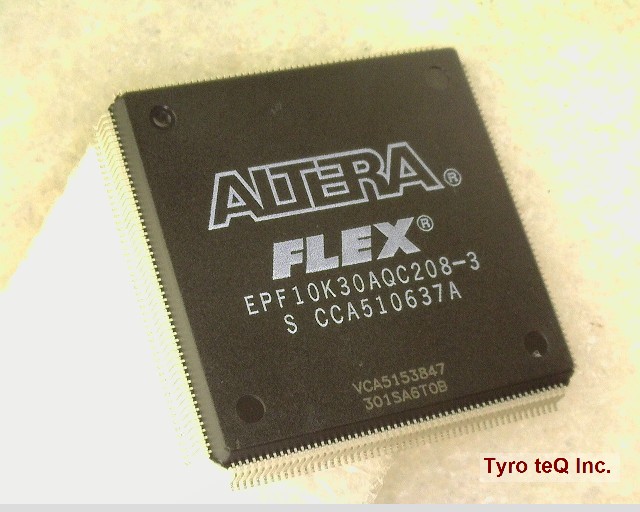 ALTERA®
FLEX®
EPF10K30AQC208-3
S CCA510637A
VCA5153847
301SA6T0B
Tyro teQ Inc.